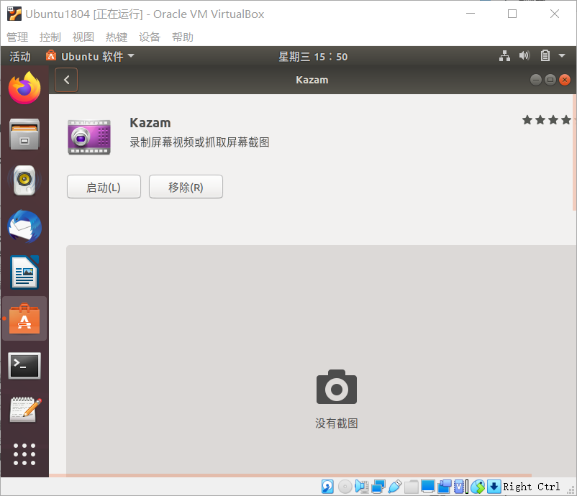 Ubuntu1804 [正在运行] - Oracle VM VirtualBox
管理 控制 视图 热键 设备 帮助
活动 Ubuntu 软件 星期三 15：50
Kazam
Kazam
录制屏幕视频或抓取屏幕截图
启动(L) 移除(R)
没有截图
Right Ctrl